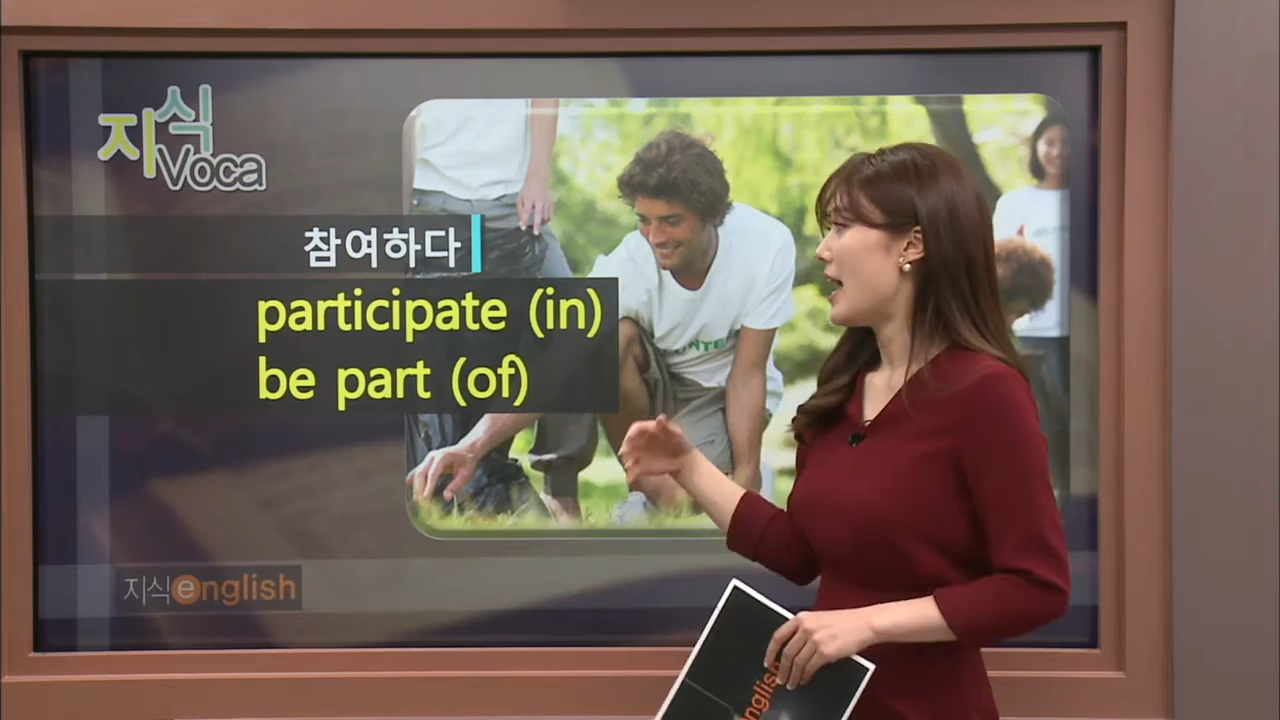 지식
Voca
참여하다
participate (in)
be part (of)
지식english
nglish